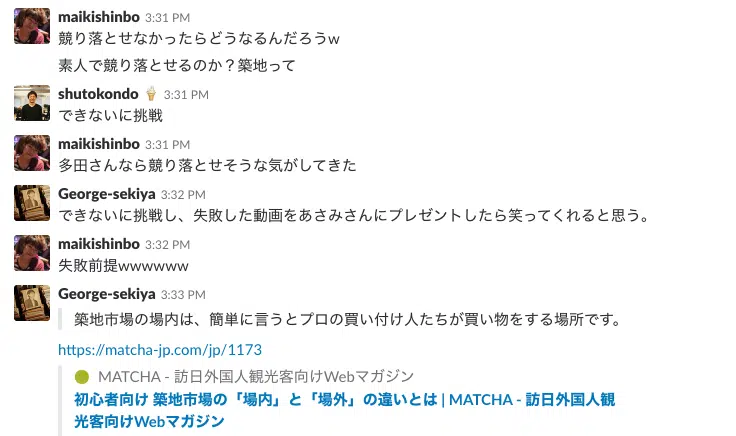 maikishinbo 3:31 PM
競り落とせなかったらどうなるんだろうw
素人で競り落とせるのか？築地って
shutokondo 🍦 3:31 PM
できないに挑戦
maikishinbo 3:31 PM
多田さんなら競り落とせそうな気がしてきた
George-sekiya 3:32 PM
できないに挑戦し、失敗した動画をあさみさんにプレゼントしたら笑ってくれると思う。
maikishinbo 3:32 PM
失敗前提wwwwww
George-sekiya 3:33 PM
築地市場の場内は、簡単に言うとプロの買い付け人たちが買い物をする場所です。
https://matcha-jp.com/jp/1173
MATCHA - 訪日外国人観光客向けWebマガジン
初心者向け 築地市場の「場内」と「場外」の違いとは | MATCHA - 訪日外国人観
光客向けWebマガジン